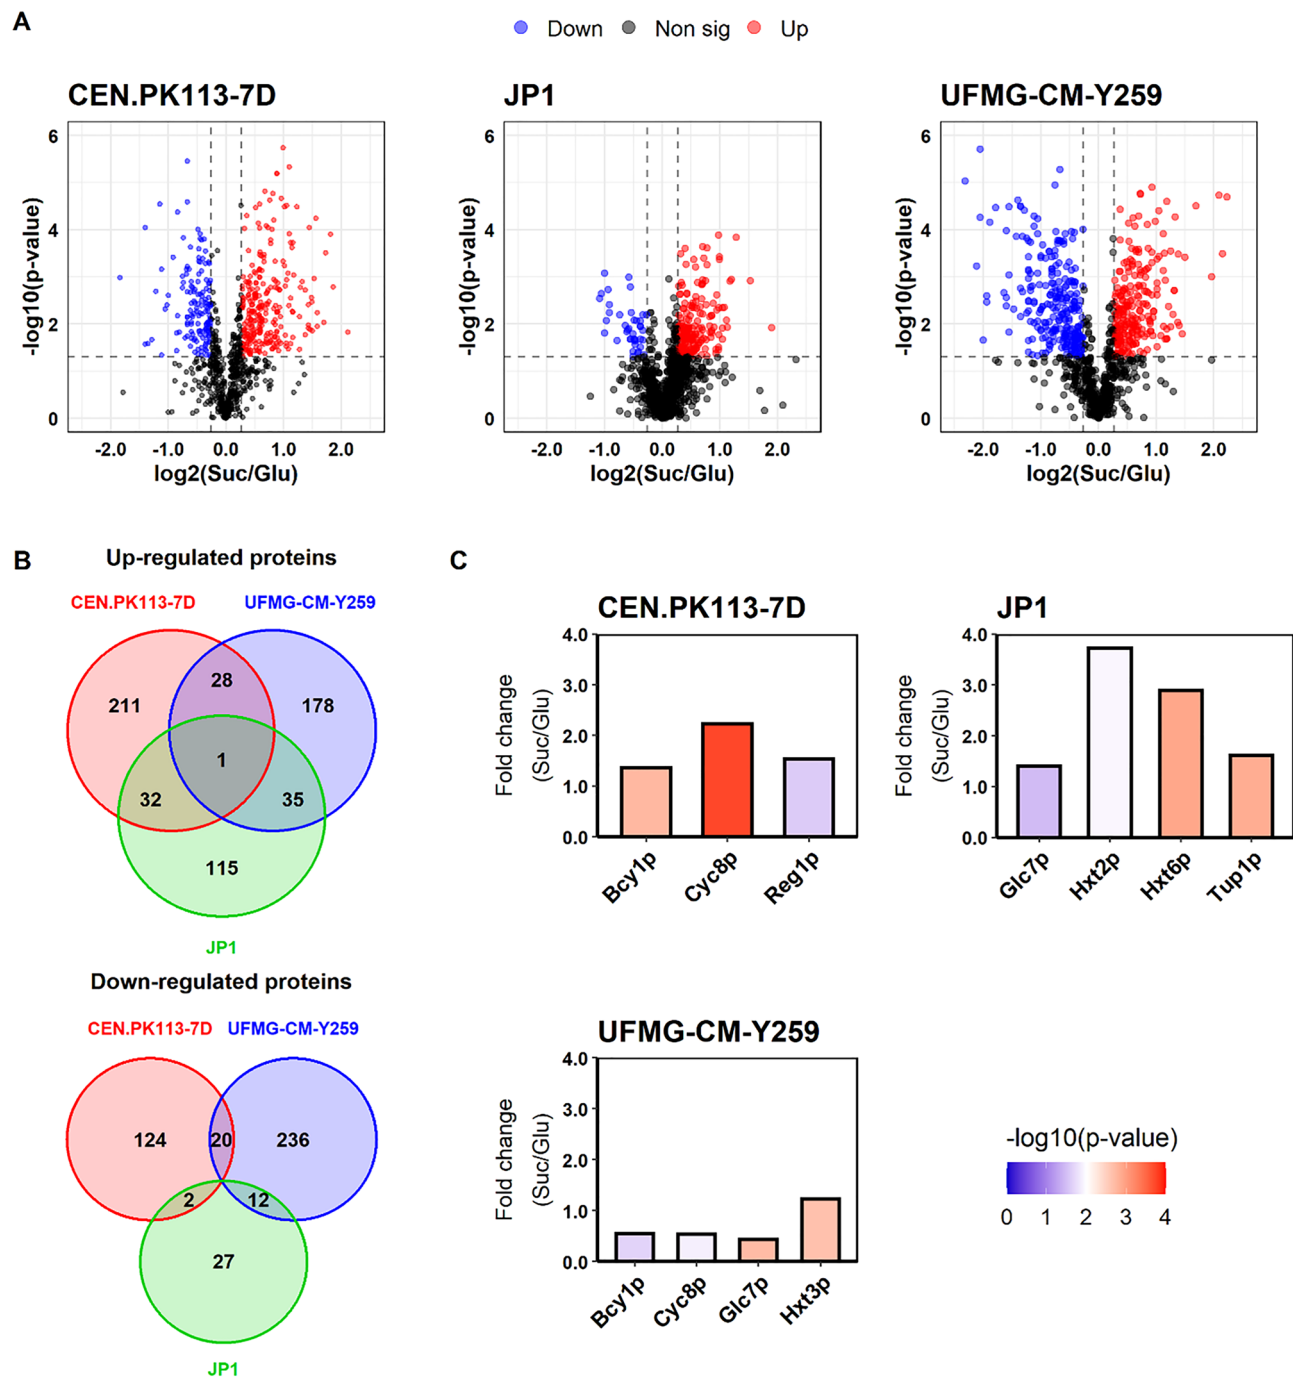 A
Down Non sig Up
CEN.PK113-7D
JP1
UFMG-CM-Y259
-log10(p-value)
6
4
2
0
-2.0 -1.0 0.0 1.0 2.0
log2(Suc/Glu)
-log10(p-value)
6
4
2
0
-2.0 -1.0 0.0 1.0 2.0
log2(Suc/Glu)
-log10(p-value)
6
4
2
0
-2.0 -1.0 0.0 1.0 2.0
log2(Suc/Glu)
B
Up-regulated proteins
CEN.PK113-7D UFMG-CM-Y259
28
211 178
1
32 35
115
JP1
Down-regulated proteins
CEN.PK113-7D UFMG-CM-Y259
124 20 236
2 12
27
JP1
C
CEN.PK113-7D
Fold change
(Suc/Glu)
4.0
3.0
2.0
1.0
0.0
Bcy1p Cyc8p Reg1p
JP1
Fold change
(Suc/Glu)
4.0
3.0
2.0
1.0
0.0
Glc7p Hxt2p Hxt6p Tup1p
UFMG-CM-Y259
Fold change
(Suc/Glu)
4.0
3.0
2.0
1.0
0.0
Bcy1p Cyc8p Glc7p Hxt3p
-log10(p-value)
0 1 2 3 4